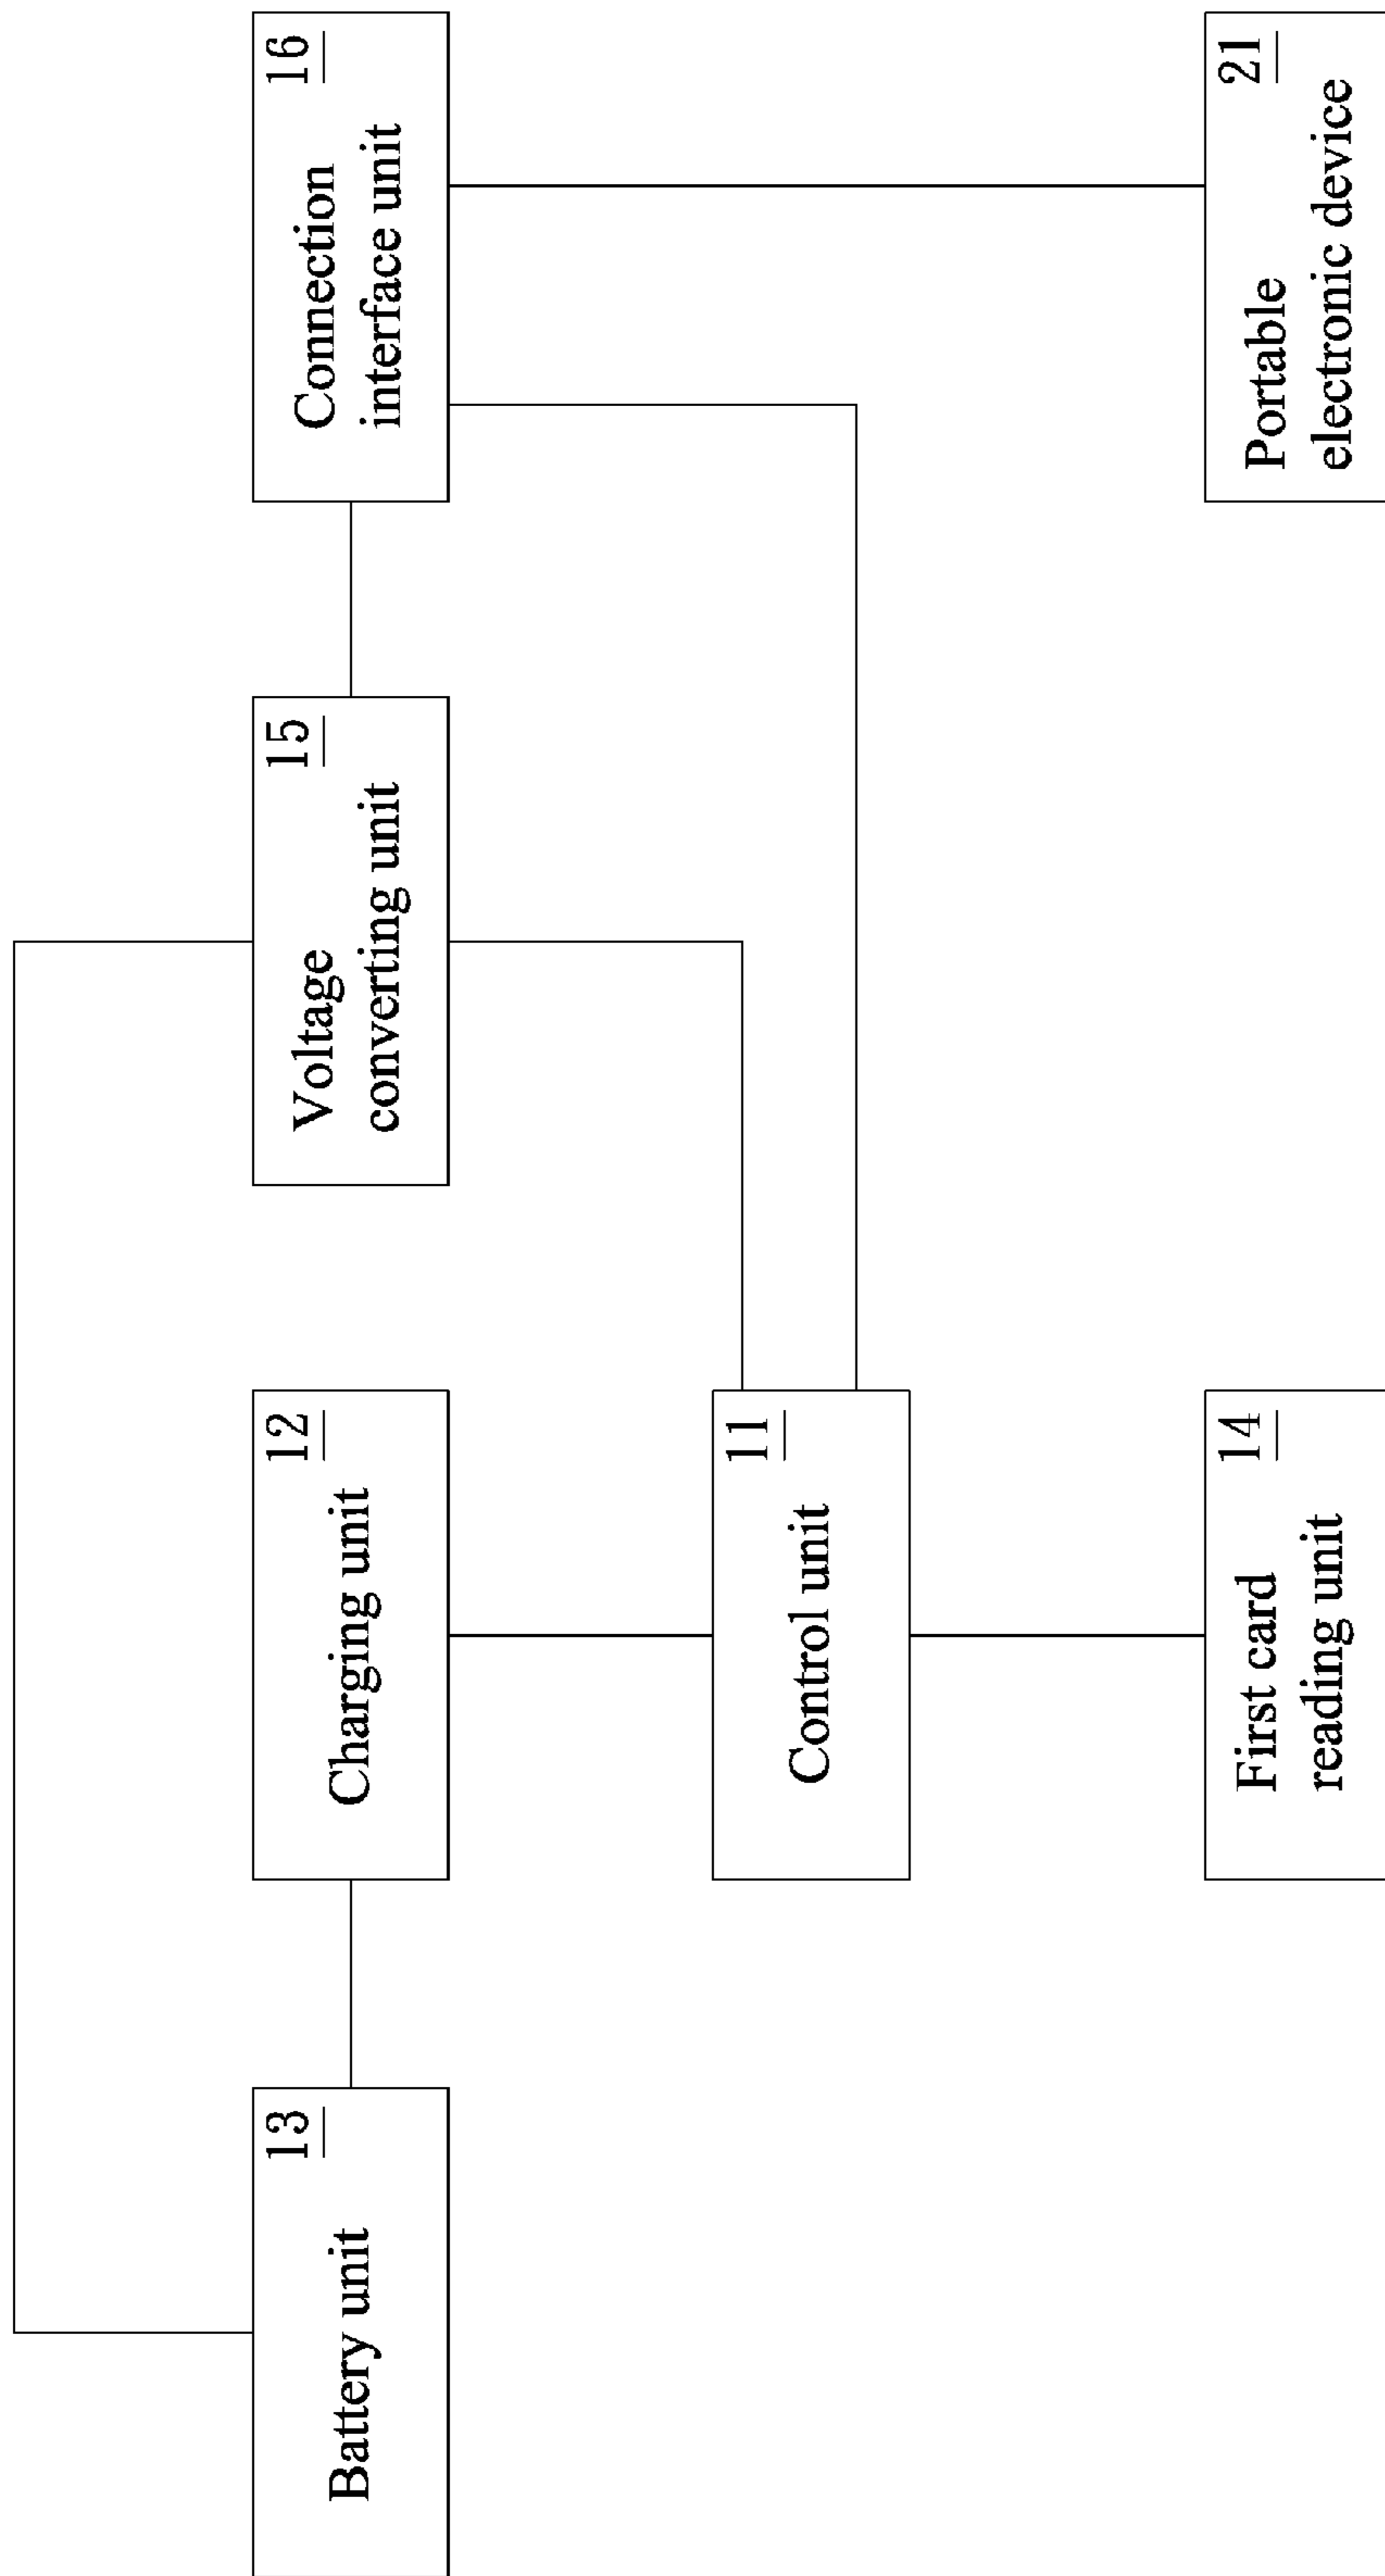 13
Battery unit
12
Charging unit
15
Voltage
converting unit
16
Connection
interface unit
11
Control unit
14
First card
reading unit
21
Portable
electronic device